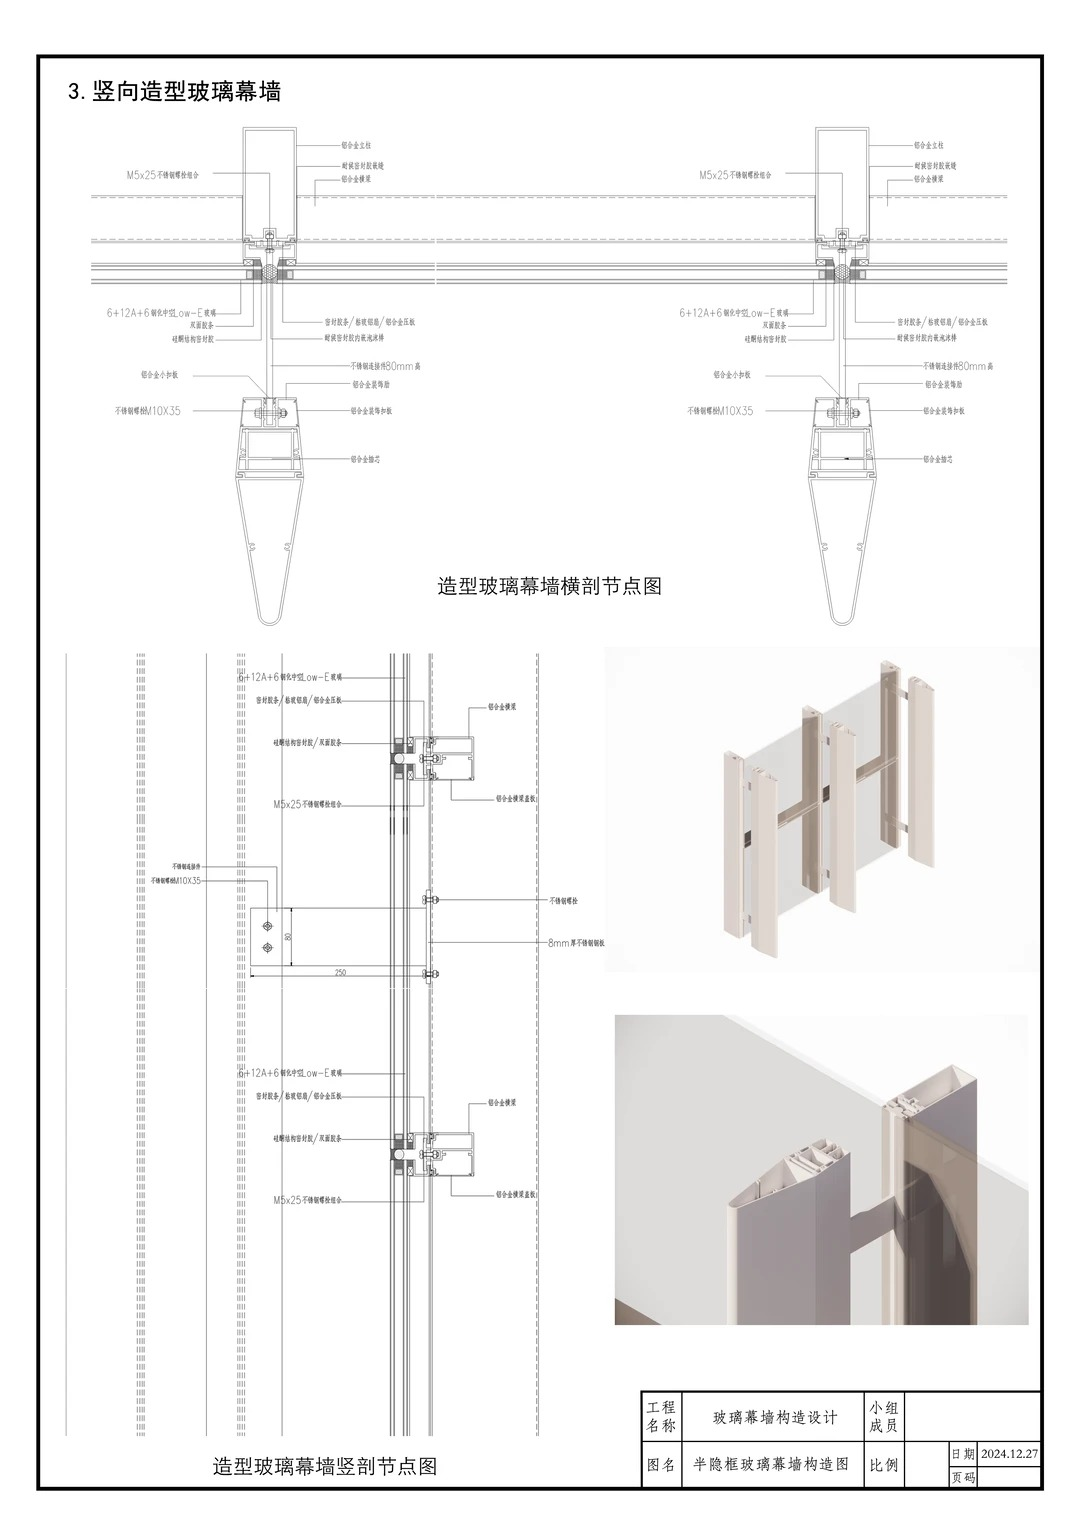 3.竖向造型玻璃幕墙
铝合金立柱
耐候密封胶嵌缝
M5x25不锈钢螺栓组合
铝合金横梁
6+12A+6钢化中空Low-E玻璃
双面胶条
硅酮结构密封胶
密封胶条/粘玻铝扇/铝合金压板
耐候密封胶内嵌泡沫棒
不锈钢连接件80mm高
铝合金小扣板
铝合金装饰胎
不锈钢螺栓M10X35
铝合金装饰扣板
铝合金插芯
铝合金立柱
耐候密封胶嵌缝
M5x25不锈钢螺栓组合
铝合金横梁
6+12A+6钢化中空Low-E玻璃
双面胶条
硅酮结构密封胶
密封胶条/粘玻铝扇/铝合金压板
耐候密封胶内嵌泡沫棒
不锈钢连接件80mm高
铝合金小扣板
铝合金装饰胎
不锈钢螺栓M10X35
铝合金装饰扣板
铝合金插芯
造型玻璃幕墙横剖节点图
6+12A+6钢化中空Low-E玻璃
密封胶条/粘玻铝扇/铝合金压板
铝合金横梁
硅酮结构密封胶/双面胶条
铝合金横梁盖板
M5x25不锈钢螺栓组合
不锈钢连接件
不锈钢螺栓M10X35
不锈钢螺栓
80
8mm厚不锈钢钢板
250
6+12A+6钢化中空Low-E玻璃
密封胶条/粘玻铝扇/铝合金压板
铝合金横梁
硅酮结构密封胶/双面胶条
铝合金横梁盖板
M5x25不锈钢螺栓组合
造型玻璃幕墙竖剖节点图
工程名称
玻璃幕墙构造设计
小组成员
图名
半隐框玻璃幕墙构造图
比例
日期
2024.12.27
页码